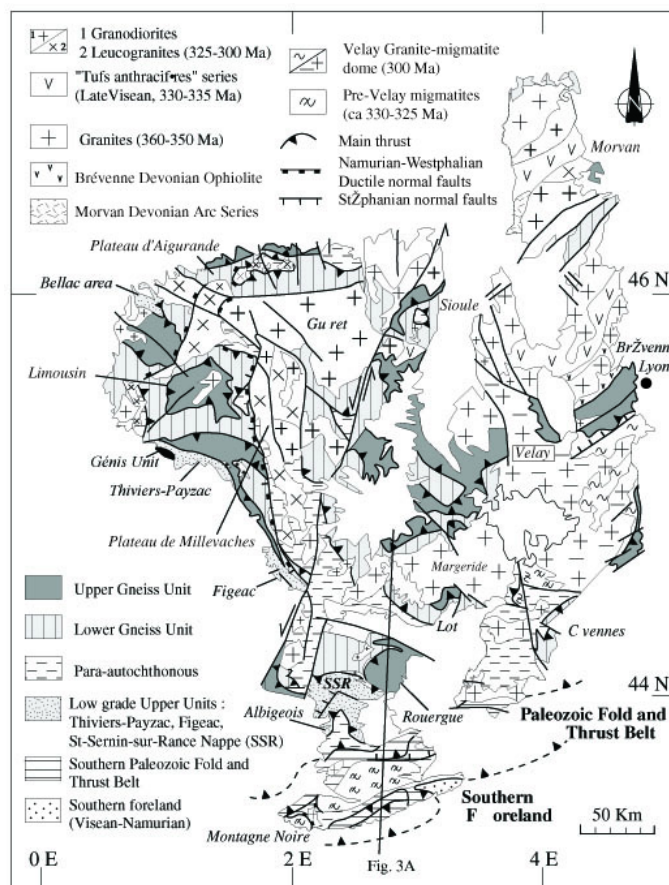 1 Granodiorites
2 Leucogranites (325-300 Ma)
1
2
"Tufs anthracif•res" series
(LateVisean, 330-335 Ma)
Granites (360-350 Ma)
Brévenne Devonian Ophiolite
Morvan Devonian Arc Series
Velay Granite-migmatite
dome (300 Ma)
Pre-Velay migmatites
(ca 330-325 Ma)
Main thrust
Namurian-Westphalian
Ductile normal faults
StŽphanian normal faults
N
Morvan
Plateau d'Aigurande
Bellac area
46 N
Sioule
Gu ret
BrŽvenn
Lyon
Limousin
Velay
Génis Unit
Thiviers-Payzac
Plateau de Millevaches
Margeride
Figeac
Lot
C vennes
Upper Gneiss Unit
Lower Gneiss Unit
Para-autochthonous
Low grade Upper Units :
Thiviers-Payzac, Figeac,
St-Sernin-sur-Rance Nappe (SSR)
Southern Paleozoic Fold and
Thrust Belt
Southern foreland
(Visean-Namurian)
SSR
44 N
Albigeois
Rouergue
Paleozoic Fold and
Thrust Belt
Southern
F oreland
Montagne Noire
50 Km
0 E
2 E
4 E
Fig. 3A